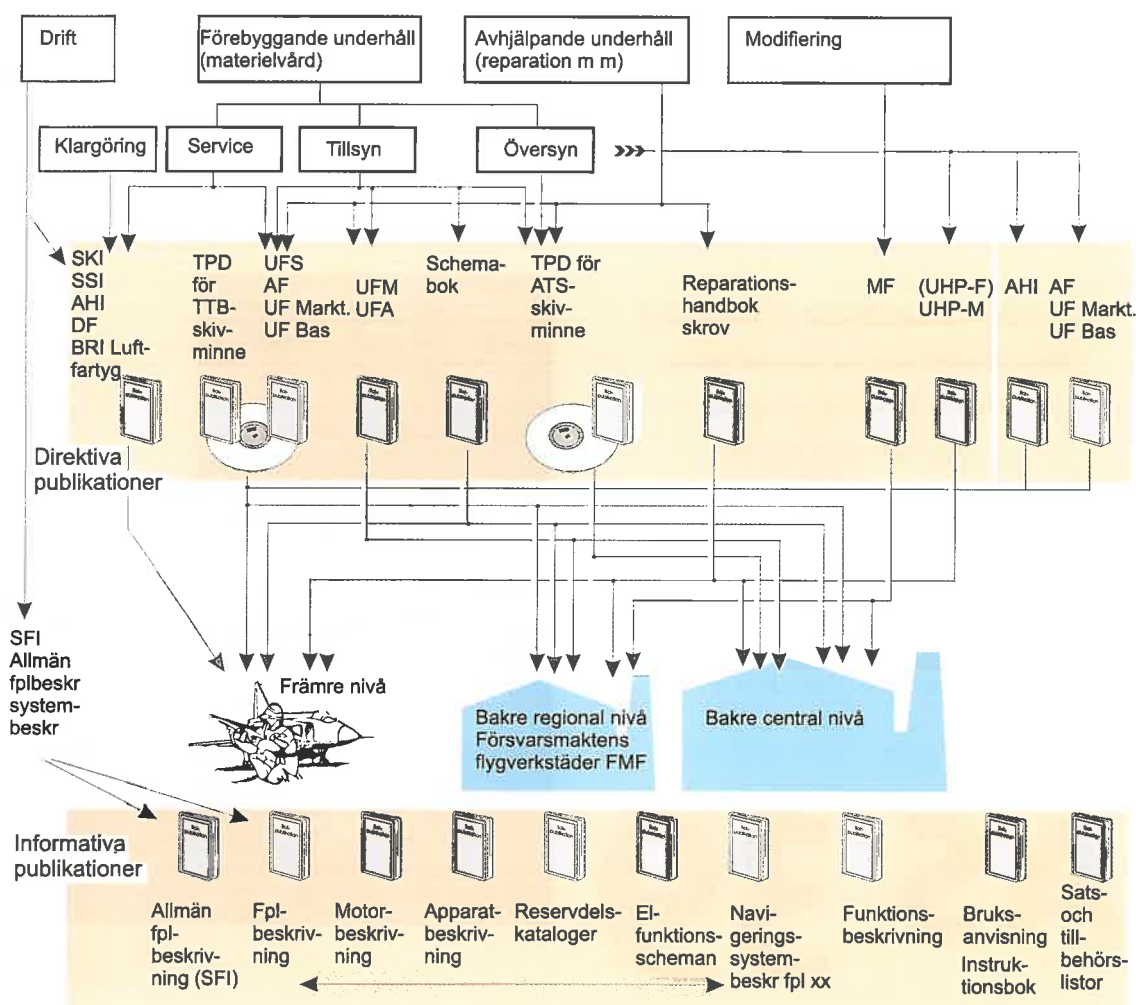 Drift
Förebyggande underhåll
(materielvård)
Avhjälpande underhåll
(reparation m m)
Modifiering
Klargöring
Service
Tillsyn
Översyn
SKI
SSI
AHI
DF
BRI Luft-
fartyg
TPD
för
TTB-
skiv-
minne
UFS
AF
UF Markt.
UF Bas
UFM
UFA
Schema-
bok
TPD för
ATS-
skiv-
minne
Reparations-
handbok
skrov
MF
(UHP-F)
UHP-M
AHI
AF
UF Markt.
UF Bas
Direktiva
publikationer
SFI
Allmän
fplbeskr
system-
beskr
Främre nivå
Bakre regional nivå
Försvarsmaktens
flygverkstäder FMF
Bakre central nivå
Informativa
publikationer
Allmän
fpl-
beskriv-
ning (SFI)
Fpl-
beskriv-
ning
Motor-
beskriv-
ning
Apparat-
beskriv-
ning
Reservdels-
kataloger
El-
funktions-
scheman
Navi-
gerings-
system-
beskr fpl xx
Funktions-
beskrivning
Bruks-
anvisning
Instruk-
tionsbok
Sats-
och
till-
behörs-
listor